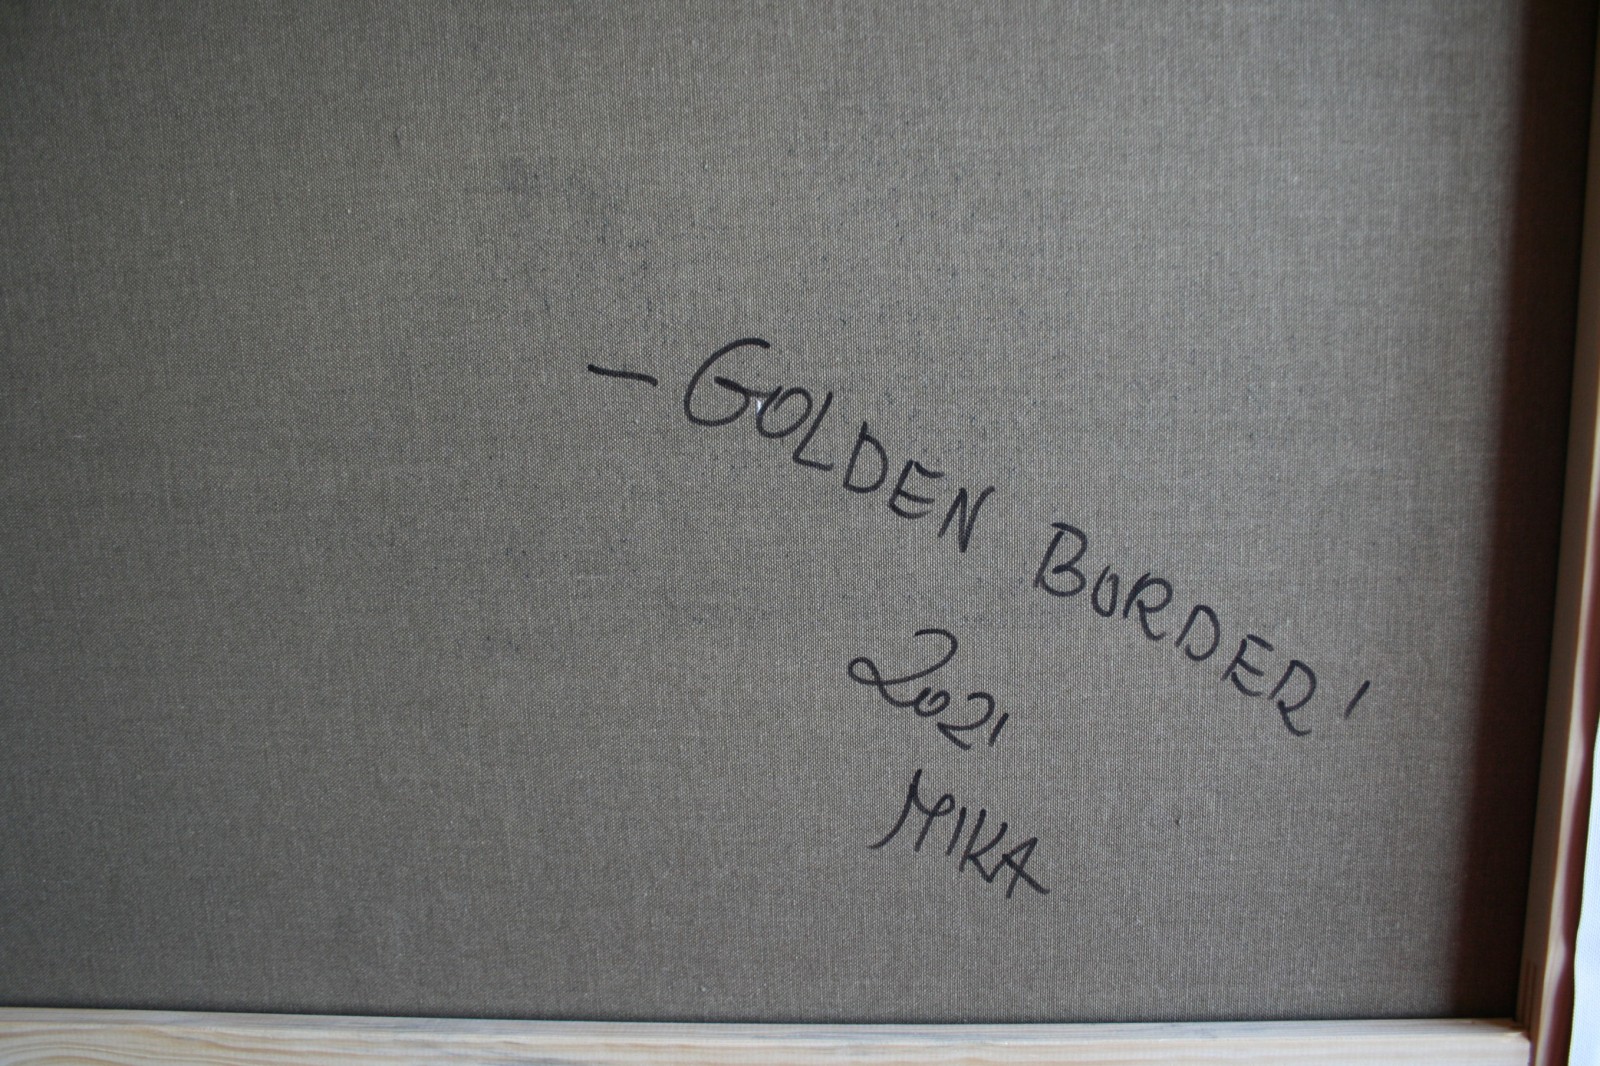 — GOLDEN BORDER!
2021
MIKA